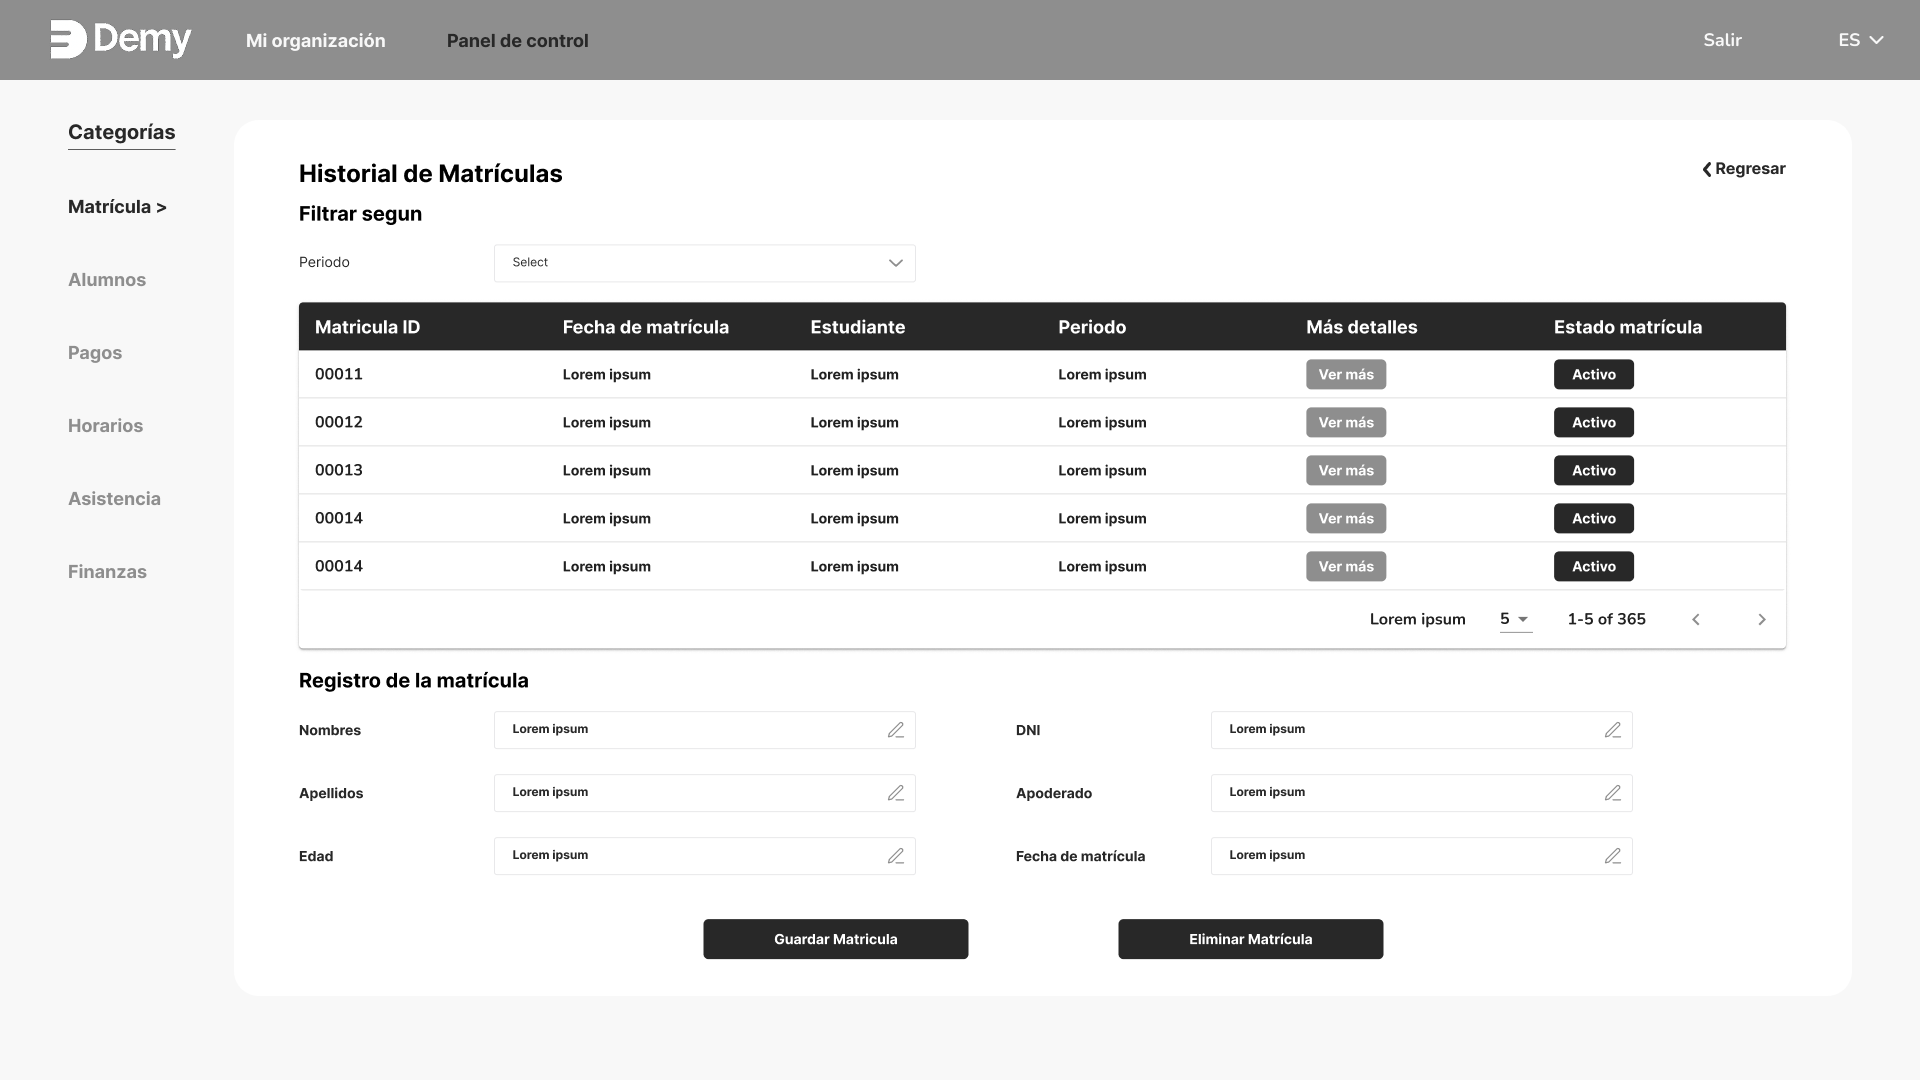 Demy
Mi organización
Panel de control
Salir
ES
Categorías
Matrícula >
Alumnos
Pagos
Horarios
Asistencia
Finanzas
Historial de Matrículas
Regresar
Filtrar segun
Periodo Select
Matricula ID Fecha de matrícula Estudiante Periodo Más detalles Estado matrícula
00011 Lorem ipsum Lorem ipsum Lorem ipsum Ver más Activo
00012 Lorem ipsum Lorem ipsum Lorem ipsum Ver más Activo
00013 Lorem ipsum Lorem ipsum Lorem ipsum Ver más Activo
00014 Lorem ipsum Lorem ipsum Lorem ipsum Ver más Activo
00014 Lorem ipsum Lorem ipsum Lorem ipsum Ver más Activo
Lorem ipsum 5 1-5 of 365
Registro de la matrícula
Nombres Lorem ipsum DNI Lorem ipsum
Apellidos Lorem ipsum Apoderado Lorem ipsum
Edad Lorem ipsum Fecha de matrícula Lorem ipsum
Guardar Matricula Eliminar Matrícula